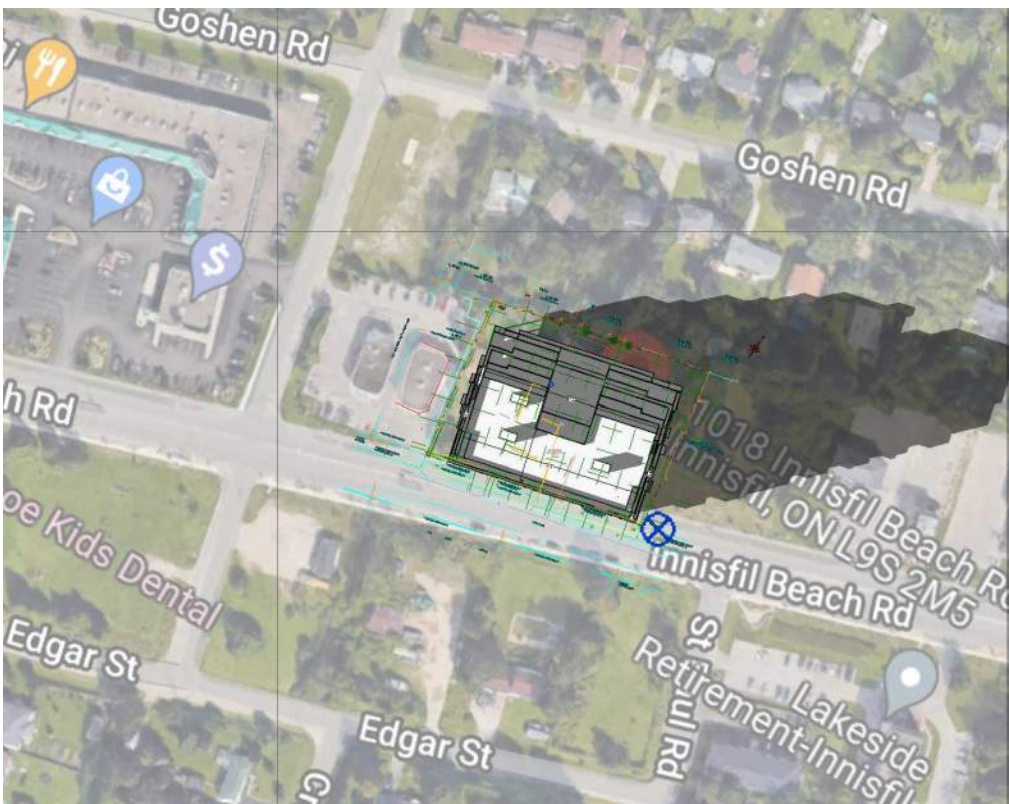 Goshen Rd
Goshen Rd
$
h Rd
1018 Innisfil Beach Rd
Innisfil, ON L9S 2M5
Innisfil Beach Rd
oe Kids Dental
Edgar St
Edgar St
St Paul Rd
Lakeside
Retirement-Innisfil
Cr